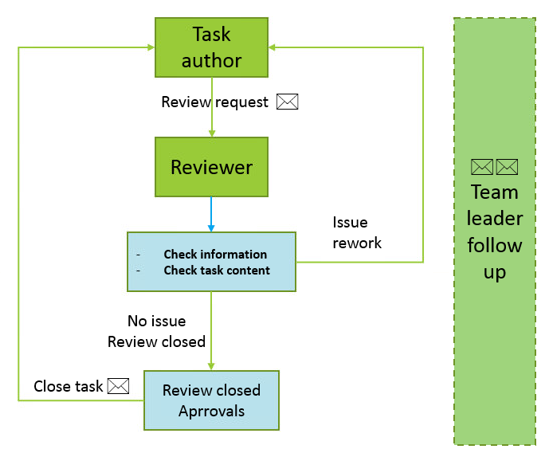 Task
author
Review request
Reviewer
- Check information
- Check task content
Issue
rework
No issue
Review closed
Close task
Review closed
Aprrovals
Team
leader
follow
up